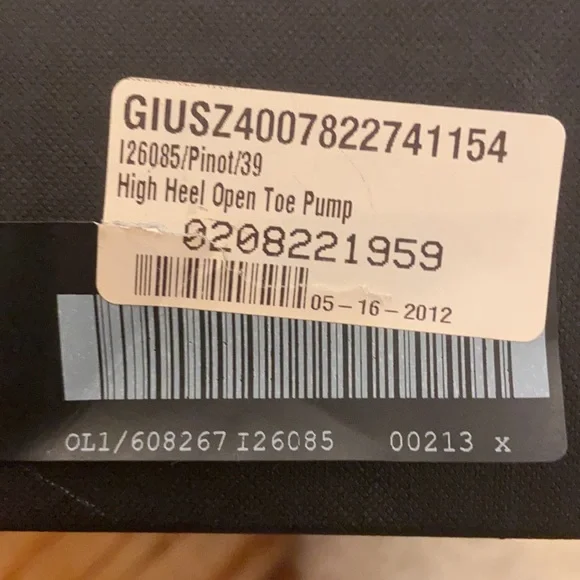 GIUSZ4007822741154
I26085/Pinot/39
High Heel Open Toe Pump
0208221959
05-16-2012
OL1/608267 I26085 00213 X